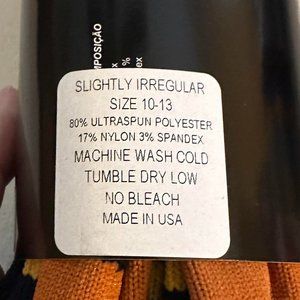 MPOSIÇÃO
%
SLIGHTLY IRREGULAR
SIZE 10-13
80% ULTRASPUN POLYESTER
17% NYLON 3% SPANDEX
MACHINE WASH COLD
TUMBLE DRY LOW
NO BLEACH
MADE IN USA